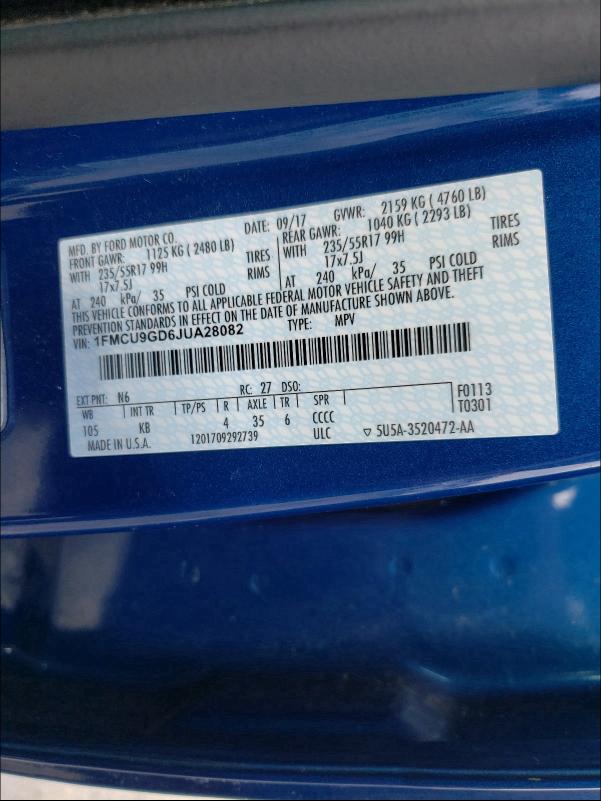 MFD. BY FORD MOTOR CO. DATE: 09/17 GVWR: 2159 KG ( 4760 LB)
FRONT GAWR: 1125 KG ( 2480 LB) REAR GAWR: 1040 KG ( 2293 LB)
WITH 235/55R17 99H TIRES WITH 235/55R17 99H TIRES
17x7.5J RIMS 17x7.5J RIMS
AT 240 kPa/ 35 PSI COLD AT 240 kPa/ 35 PSI COLD
THIS VEHICLE CONFORMS TO ALL APPLICABLE FEDERAL MOTOR VEHICLE SAFETY AND THEFT
PREVENTION STANDARDS IN EFFECT ON THE DATE OF MANUFACTURE SHOWN ABOVE.
VIN: 1FMCU9GD6JUA28082 TYPE: MPV
EXT PNT: N6 RC: 27 DSO: F0113
WB INT TR TP/PS R AXLE TR SPR T0301
105 KB 4 35 6 CCCC
MADE IN U.S.A. 1201709292739 ULC ▽ 5U5A-3520472-AA